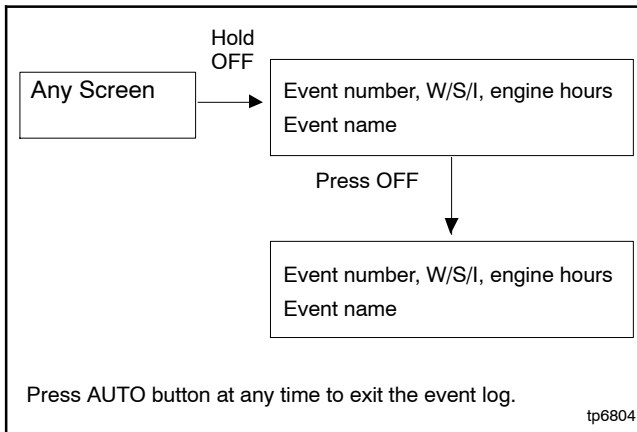 Hold
OFF
Any Screen
Event number, W/S/I, engine hours
Event name
Press OFF
Event number, W/S/I, engine hours
Event name
Press AUTO button at any time to exit the event log.
tp6804